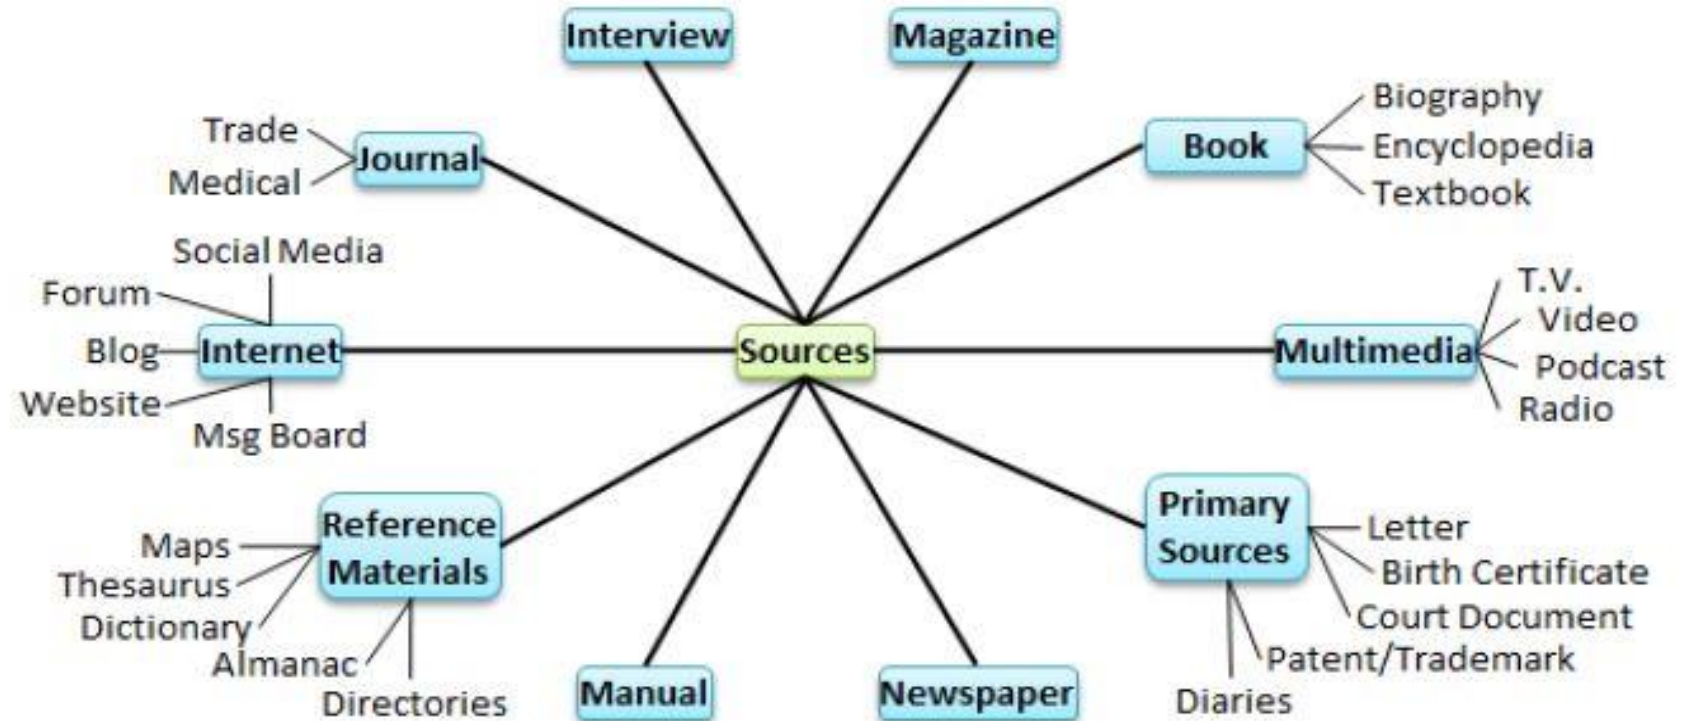 Interview
Magazine
Biography
Trade
Journal
Book
Encyclopedia
Medical
Textbook
Social Media
Forum
T.V.
Video
Blog
Internet
Sources
Multimedia
Podcast
Website
Radio
Msg Board
Primary
Sources
Reference
Materials
Letter
Maps
Birth Certificate
Thesaurus
Court Document
Dictionary
Almanac
Patent/Trademark
Directories
Manual
Newspaper
Diaries